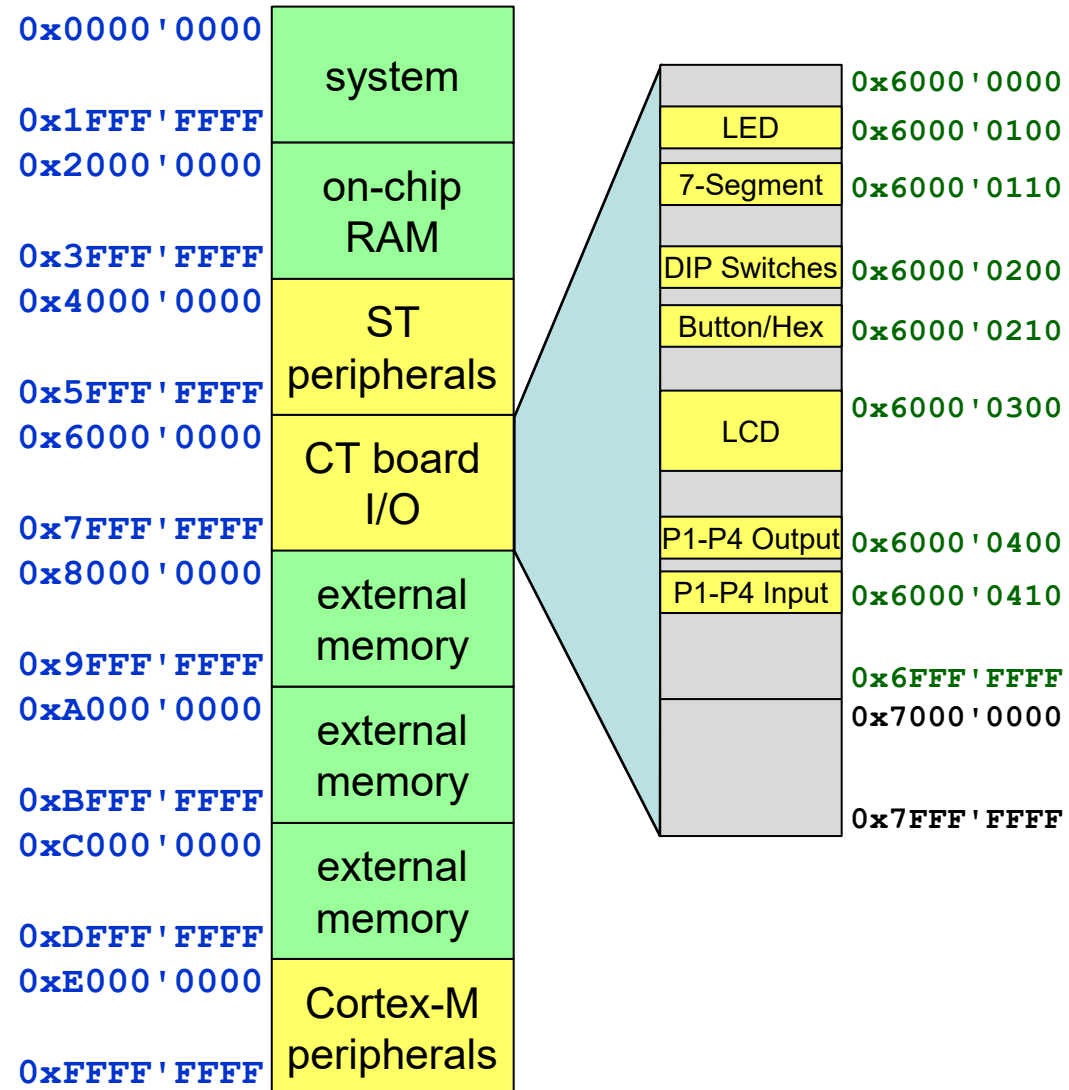 0x0000'0000
system
0x1FFF'FFFF
0x2000'0000
on-chip
RAM
0x3FFF'FFFF
0x4000'0000
ST
peripherals
0x5FFF'FFFF
0x6000'0000
CT board
I/O
0x7FFF'FFFF
0x8000'0000
external
memory
0x9FFF'FFFF
0xA000'0000
external
memory
0xBFFF'FFFF
0xC000'0000
external
memory
0xDFFF'FFFF
0xE000'0000
Cortex-M
peripherals
0xFFFF'FFFF
0x6000'0000
LED 0x6000'0100
7-Segment 0x6000'0110
DIP Switches 0x6000'0200
Button/Hex 0x6000'0210
0x6000'0300
LCD
P1-P4 Output 0x6000'0400
P1-P4 Input 0x6000'0410
0x6FFF'FFFF
0x7000'0000
0x7FFF'FFFF